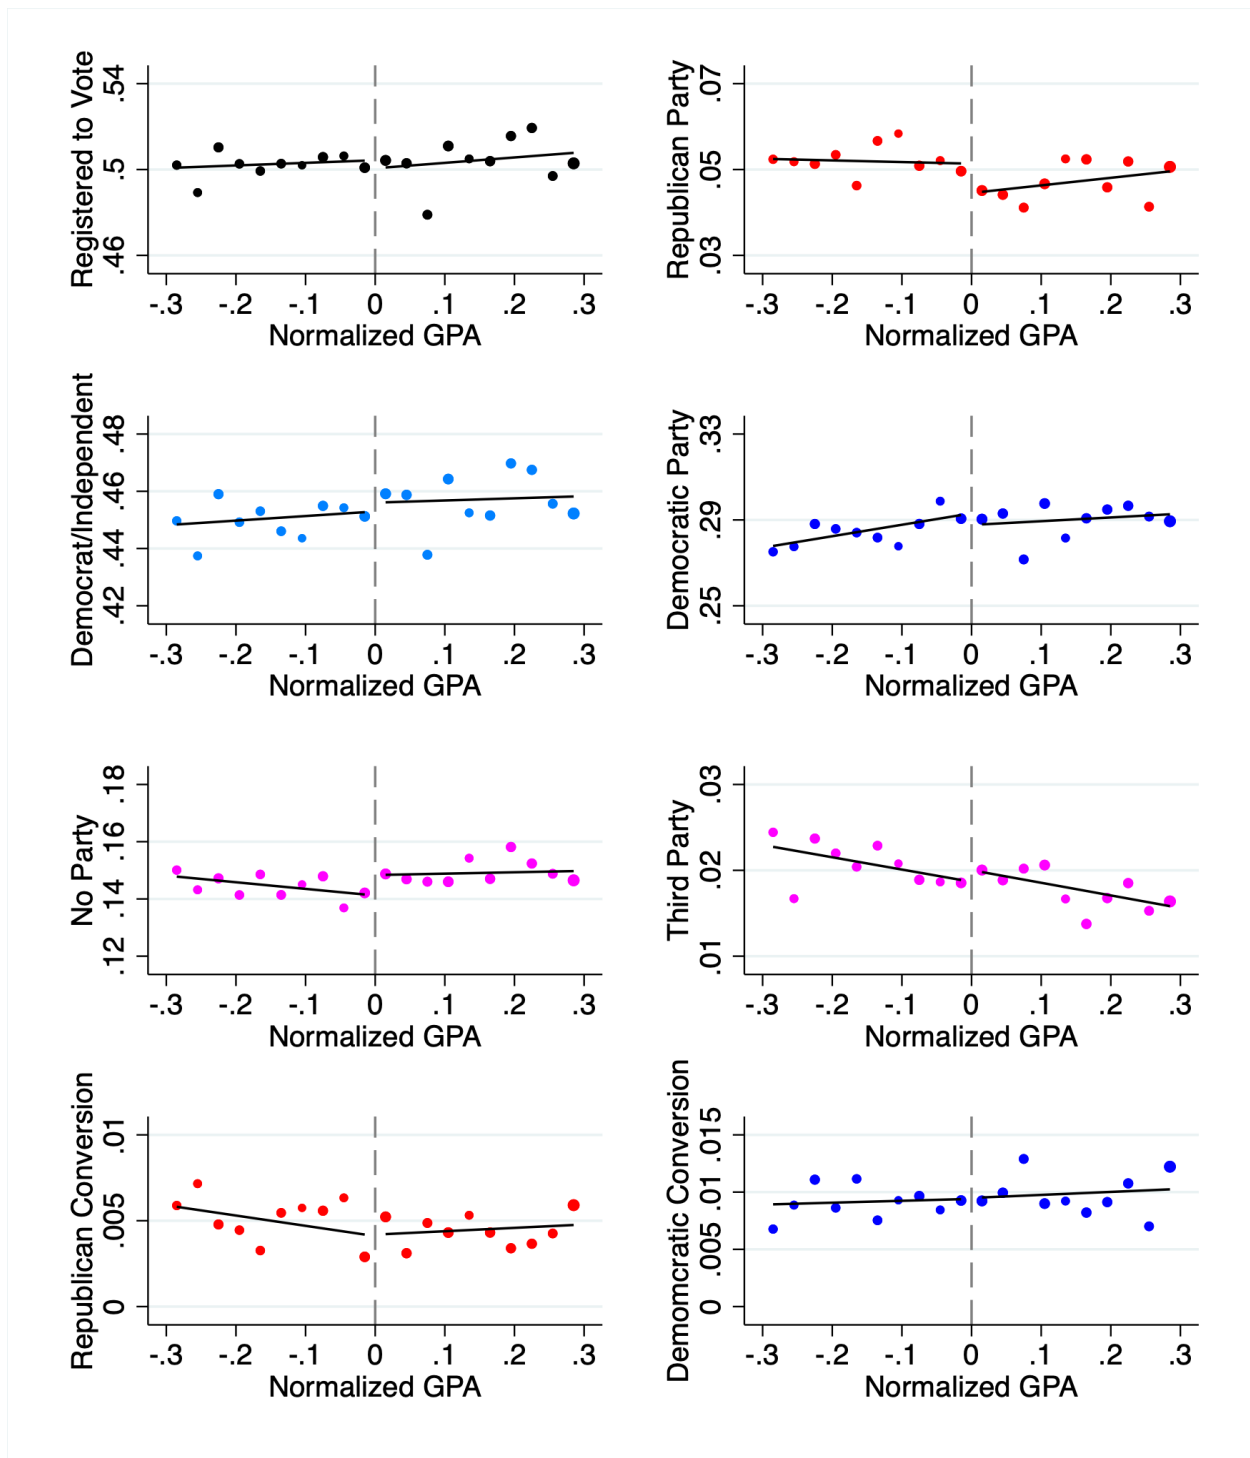 Registered to Vote
.46 .5 .54
-.3 -.2 -.1 0 .1 .2 .3
Normalized GPA
Republican Party
.03 .05 .07
-.3 -.2 -.1 0 .1 .2 .3
Normalized GPA
Democrat/Independent
.42 .44 .46 .48
-.3 -.2 -.1 0 .1 .2 .3
Normalized GPA
Democratic Party
.25 .29 .33
-.3 -.2 -.1 0 .1 .2 .3
Normalized GPA
No Party
.12 .14 .16 .18
-.3 -.2 -.1 0 .1 .2 .3
Normalized GPA
Third Party
.01 .02 .03
-.3 -.2 -.1 0 .1 .2 .3
Normalized GPA
Republican Conversion
0 .005 .01
-.3 -.2 -.1 0 .1 .2 .3
Normalized GPA
Demomcratic Conversion
0 .005 .01 .015
-.3 -.2 -.1 0 .1 .2 .3
Normalized GPA